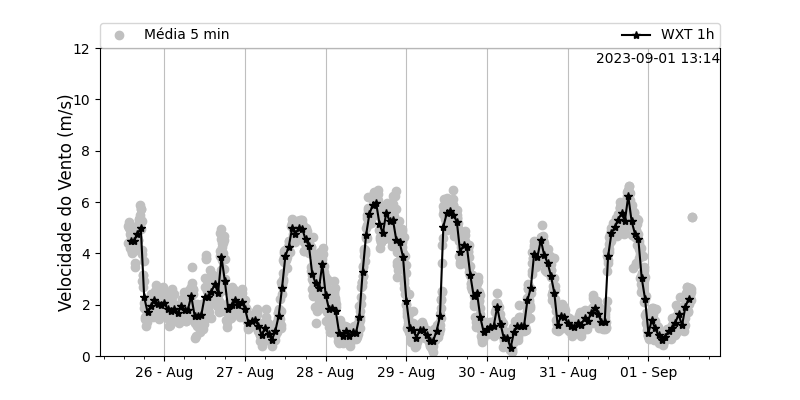 Média 5 min
WXT 1h
2023-09-01 13:14
Velocidade do Vento (m/s)
12
10
8
6
4
2
0
26 - Aug
27 - Aug
28 - Aug
29 - Aug
30 - Aug
31 - Aug
01 - Sep